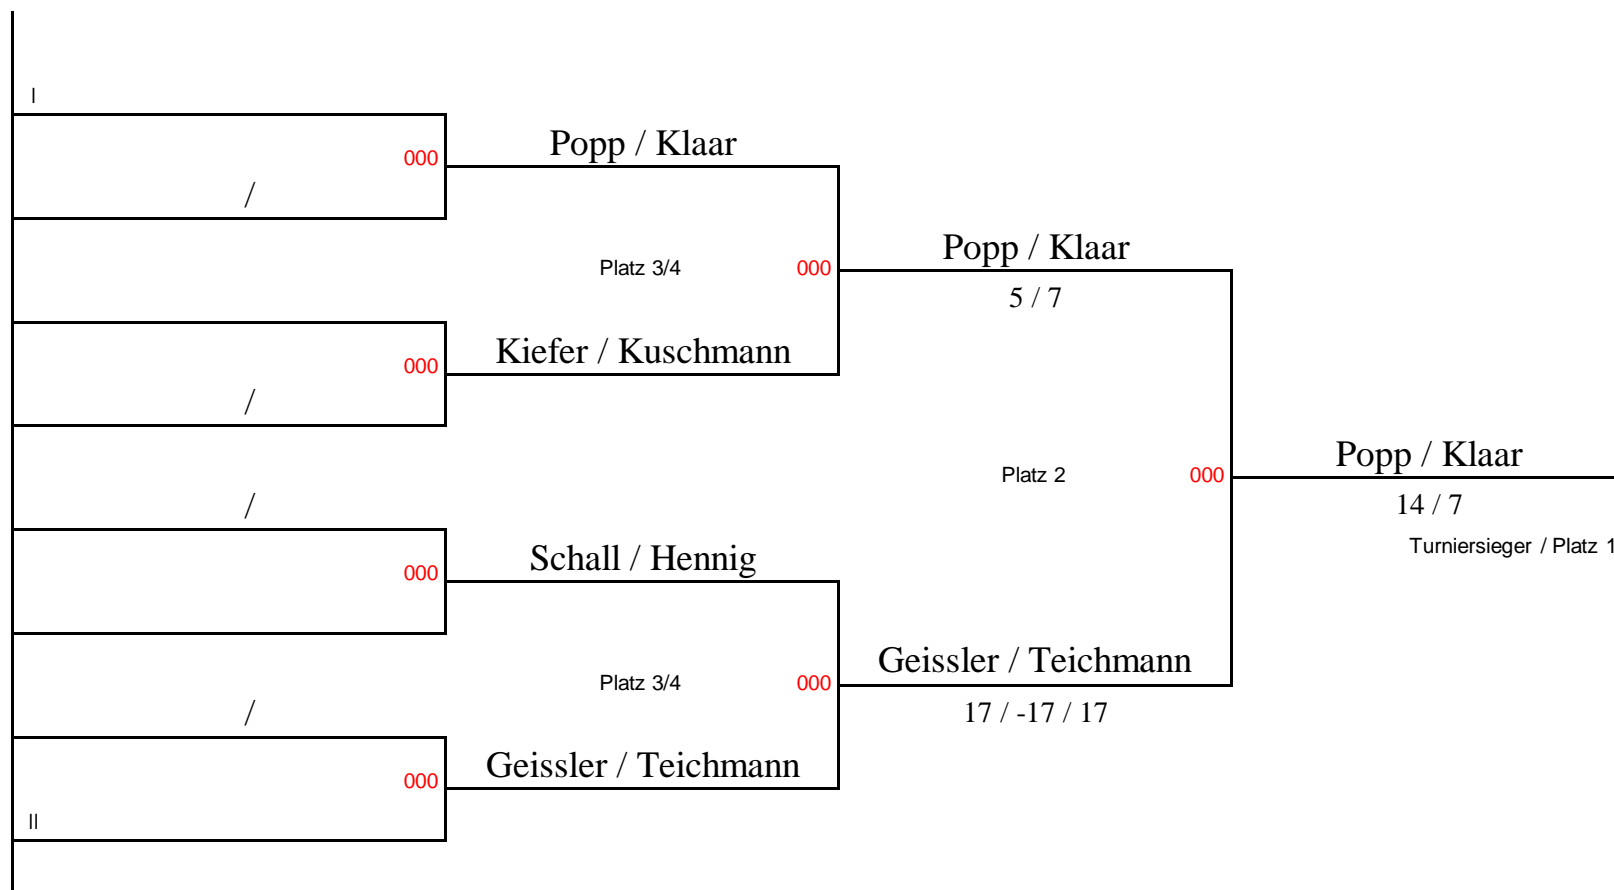 I
000
Popp / Klaar
/
Platz 3/4
000
Popp / Klaar
5 / 7
000
Kiefer / Kuschmann
/
Platz 2
000
Popp / Klaar
14 / 7
Turniersieger / Platz 1
/
000
Schall / Hennig
Platz 3/4
000
Geissler / Teichmann
17 / -17 / 17
/
000
Geissler / Teichmann
II